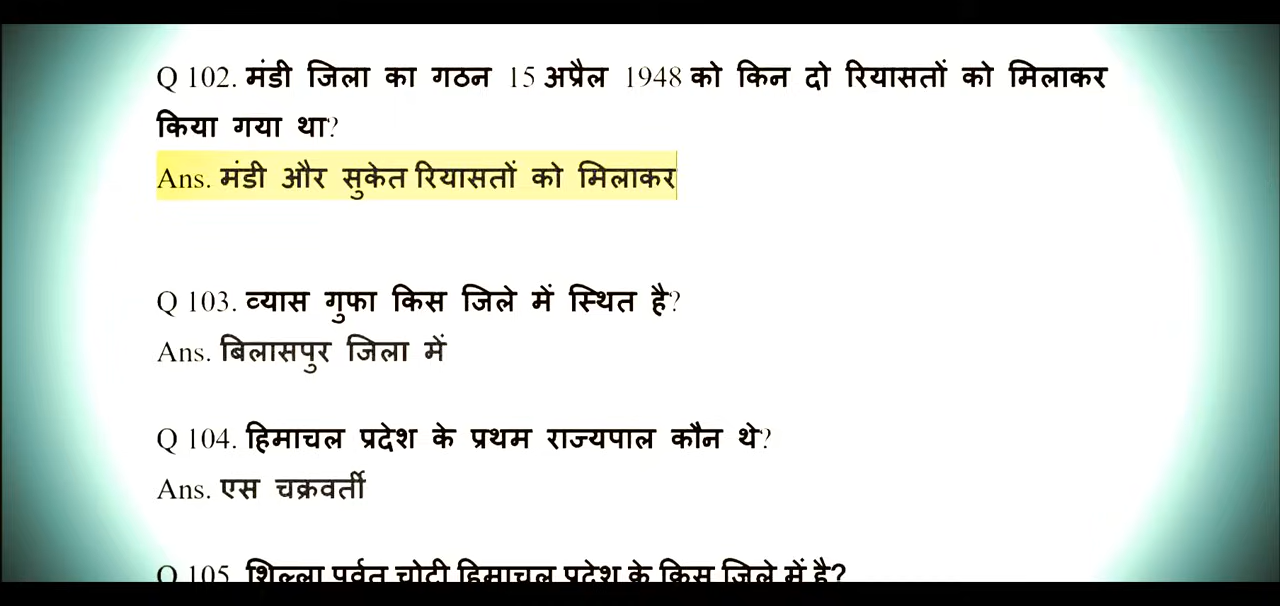 Q 102. मंडी जिला का गठन 15 अप्रैल 1948 को किन दो रियासतों को मिलाकर
किया गया था?
Ans. मंडी और सुकेत रियासतों को मिलाकर
Q 103. व्यास गुफा किस जिले में स्थित है?
Ans. बिलासपुर जिला में
Q 104. हिमाचल प्रदेश के प्रथम राज्यपाल कौन थे?
Ans. एस चक्रवर्ती
Q 105. शिल्ला पर्वत चोटी हिमाचल प्रदेश के किस जिले में है?